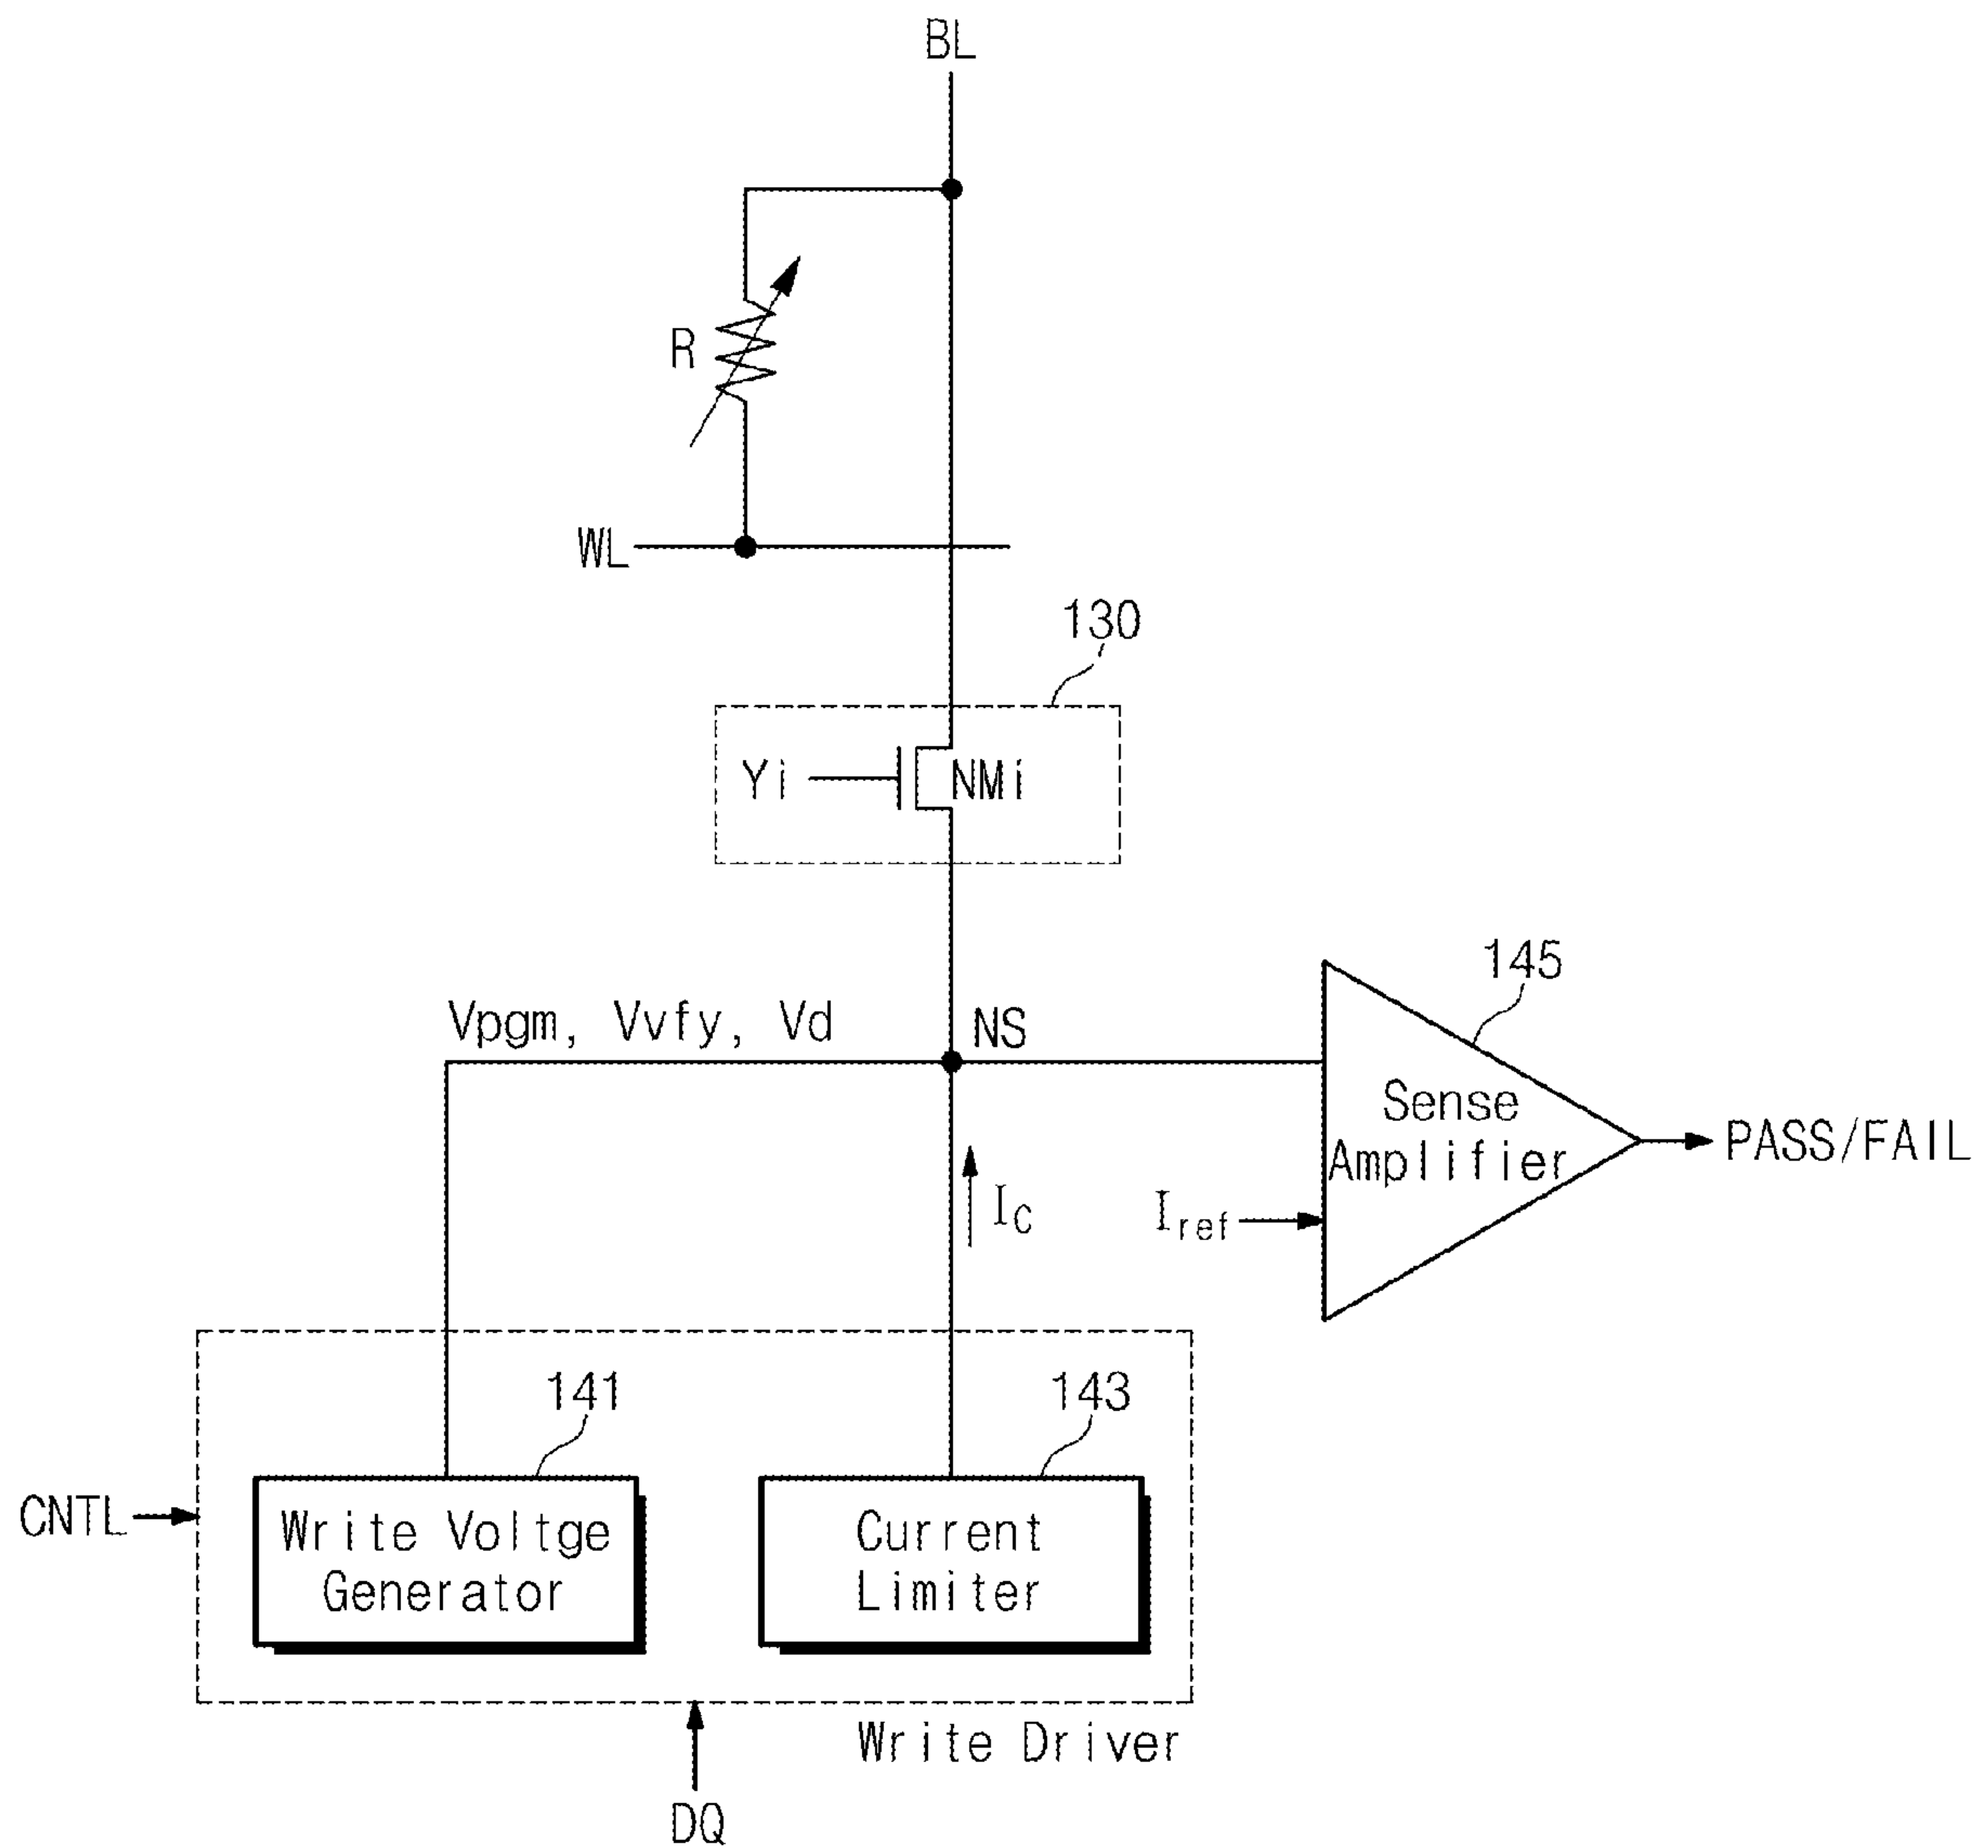 BL
R
WL
130
Yi
NMi
145
Vpgm, Vvfy, Vd
NS
Sense
Amplifier
PASS/FAIL
IC
Iref
141
143
CNTL
Write Voltge
Generator
Current
Limiter
Write Driver
DQ